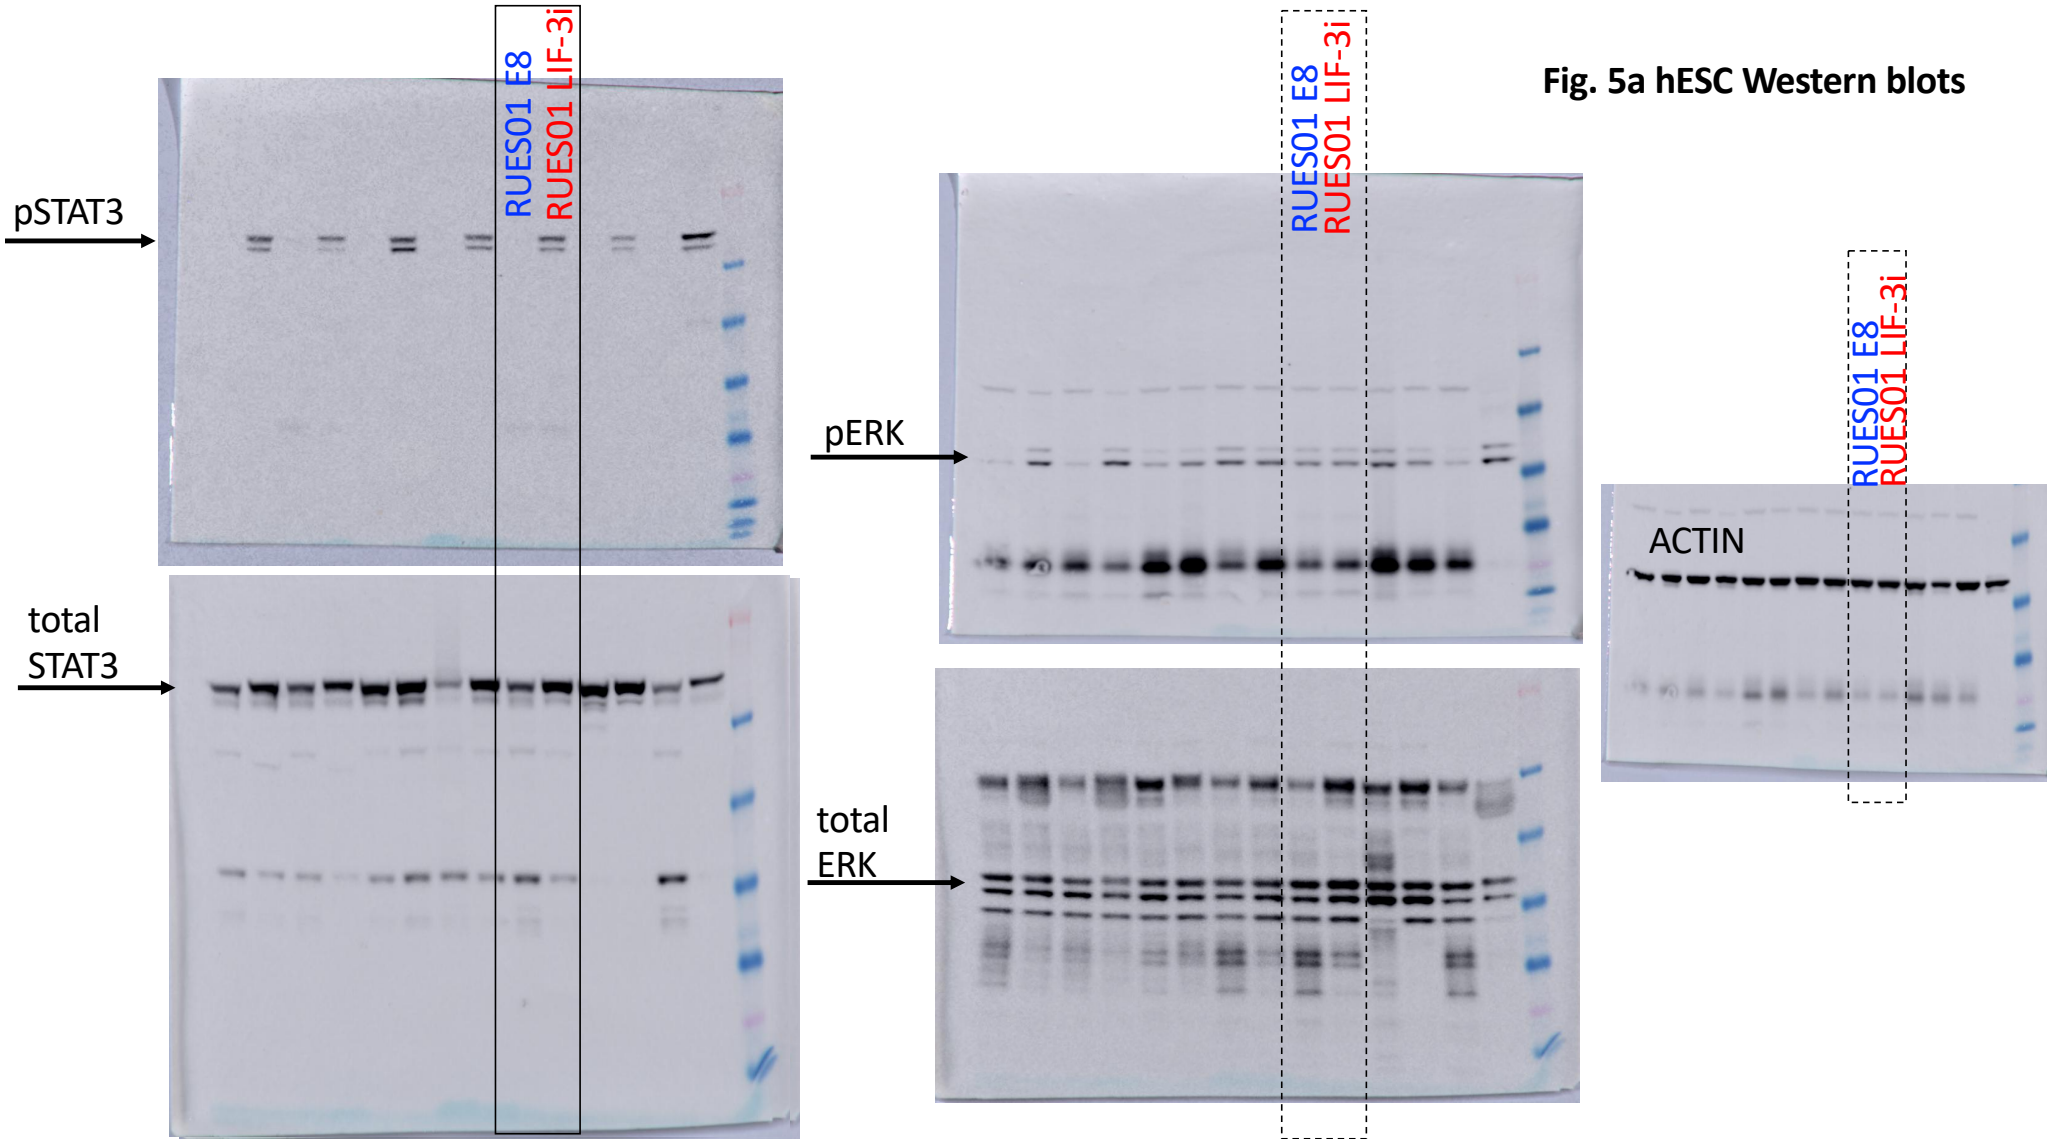 Fig. 5a hESC Western blots
RUES01 E8
RUES01 LIF-3i
pSTAT3
total
STAT3
RUES01 E8
RUES01 LIF-3i
pERK
total
ERK
RUES01 E8
RUES01 LIF-3i
ACTIN